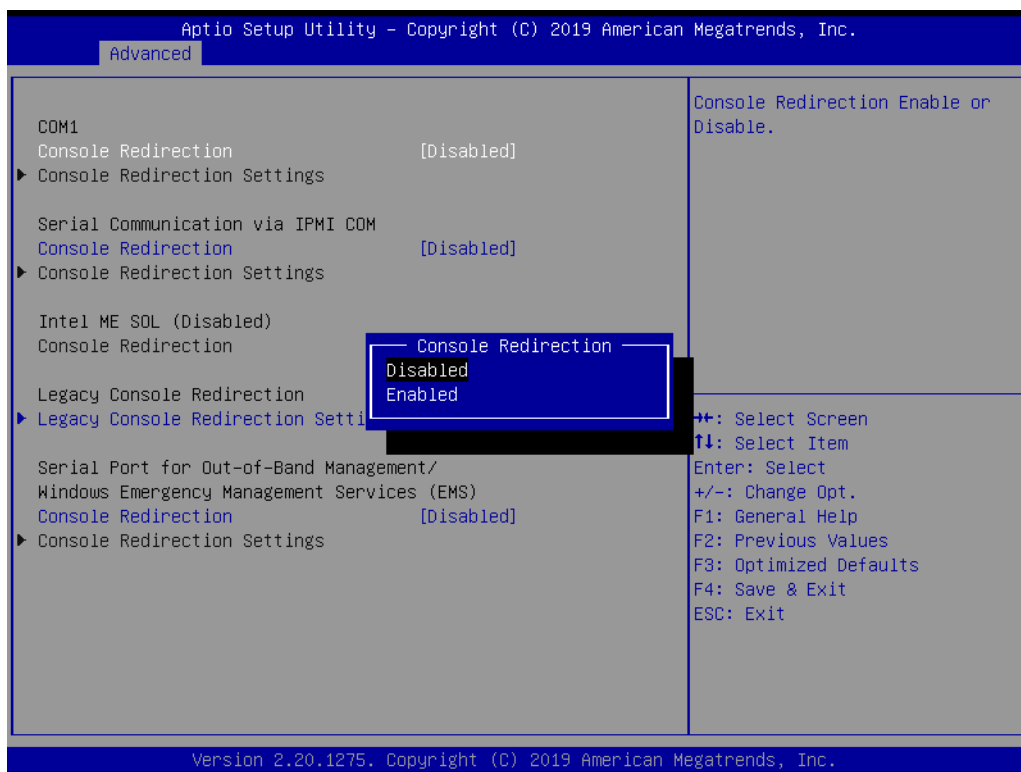 Aptio Setup Utility – Copyright (C) 2019 American Megatrends, Inc.
Advanced
COM1
Console Redirection [Disabled]
Console Redirection Settings
Serial Communication via IPMI COM
Console Redirection [Disabled]
Console Redirection Settings
Intel ME SOL (Disabled)
Console Redirection
Legacy Console Redirection
Legacy Console Redirection Setti
Serial Port for Out-of-Band Management/
Windows Emergency Management Services (EMS)
Console Redirection [Disabled]
Console Redirection Settings
Console Redirection
Disabled
Enabled
Console Redirection Enable or
Disable.
→←: Select Screen
↑↓: Select Item
Enter: Select
+/-: Change Opt.
F1: General Help
F2: Previous Values
F3: Optimized Defaults
F4: Save & Exit
ESC: Exit
Version 2.20.1275. Copyright (C) 2019 American Megatrends, Inc.